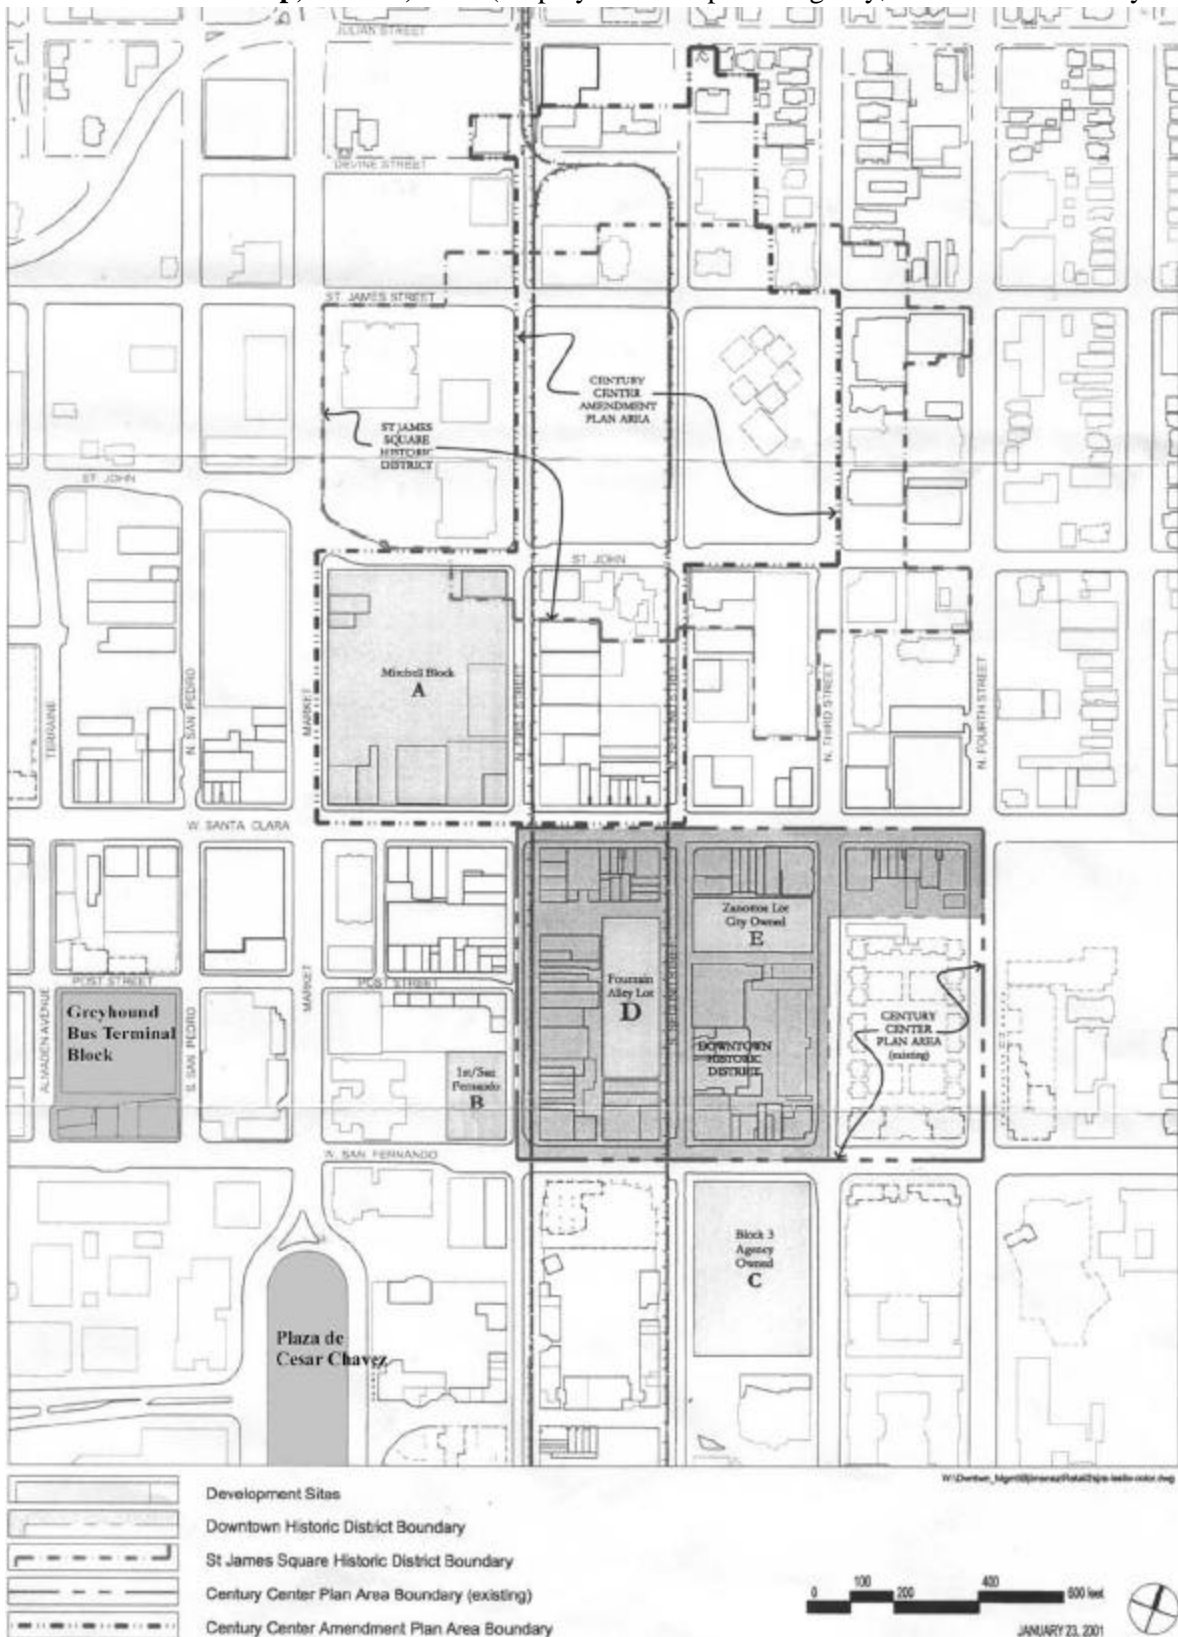 JULIAN STREET
DEVINE STREET
ST. JAMES STREET
CENTURY
CENTER
AMENDMENT
PLAN AREA
ST JAMES
SQUARE
HISTORIC
DISTRICT
ST. JOHN
ST. JOHN
Mitchell Block
A
TERRAINE
N. SAN PEDRO
MARKET
N. FIRST STREET
N. SECOND STREET
N. THIRD STREET
N. FOURTH STREET
W. SANTA CLARA
Zanottos Lot
City Owned
E
Fountain
Alley Lot
D
POST STREET
POST STREET
MARKET
ALMADEN AVENUE
S. SAN PEDRO
Greyhound
Bus Terminal
Block
1st/San
Fernando
B
DOWNTOWN
HISTORIC
DISTRICT
CENTURY
CENTER
PLAN AREA
(existing)
W. SAN FERNANDO
Block 3
Agency
Owned
C
Plaza de
Cesar Chavez
Development Sites
Downtown Historic District Boundary
St James Square Historic District Boundary
Century Center Plan Area Boundary (existing)
Century Center Amendment Plan Area Boundary
0 100 200 400 600 feet
JANUARY 23, 2001